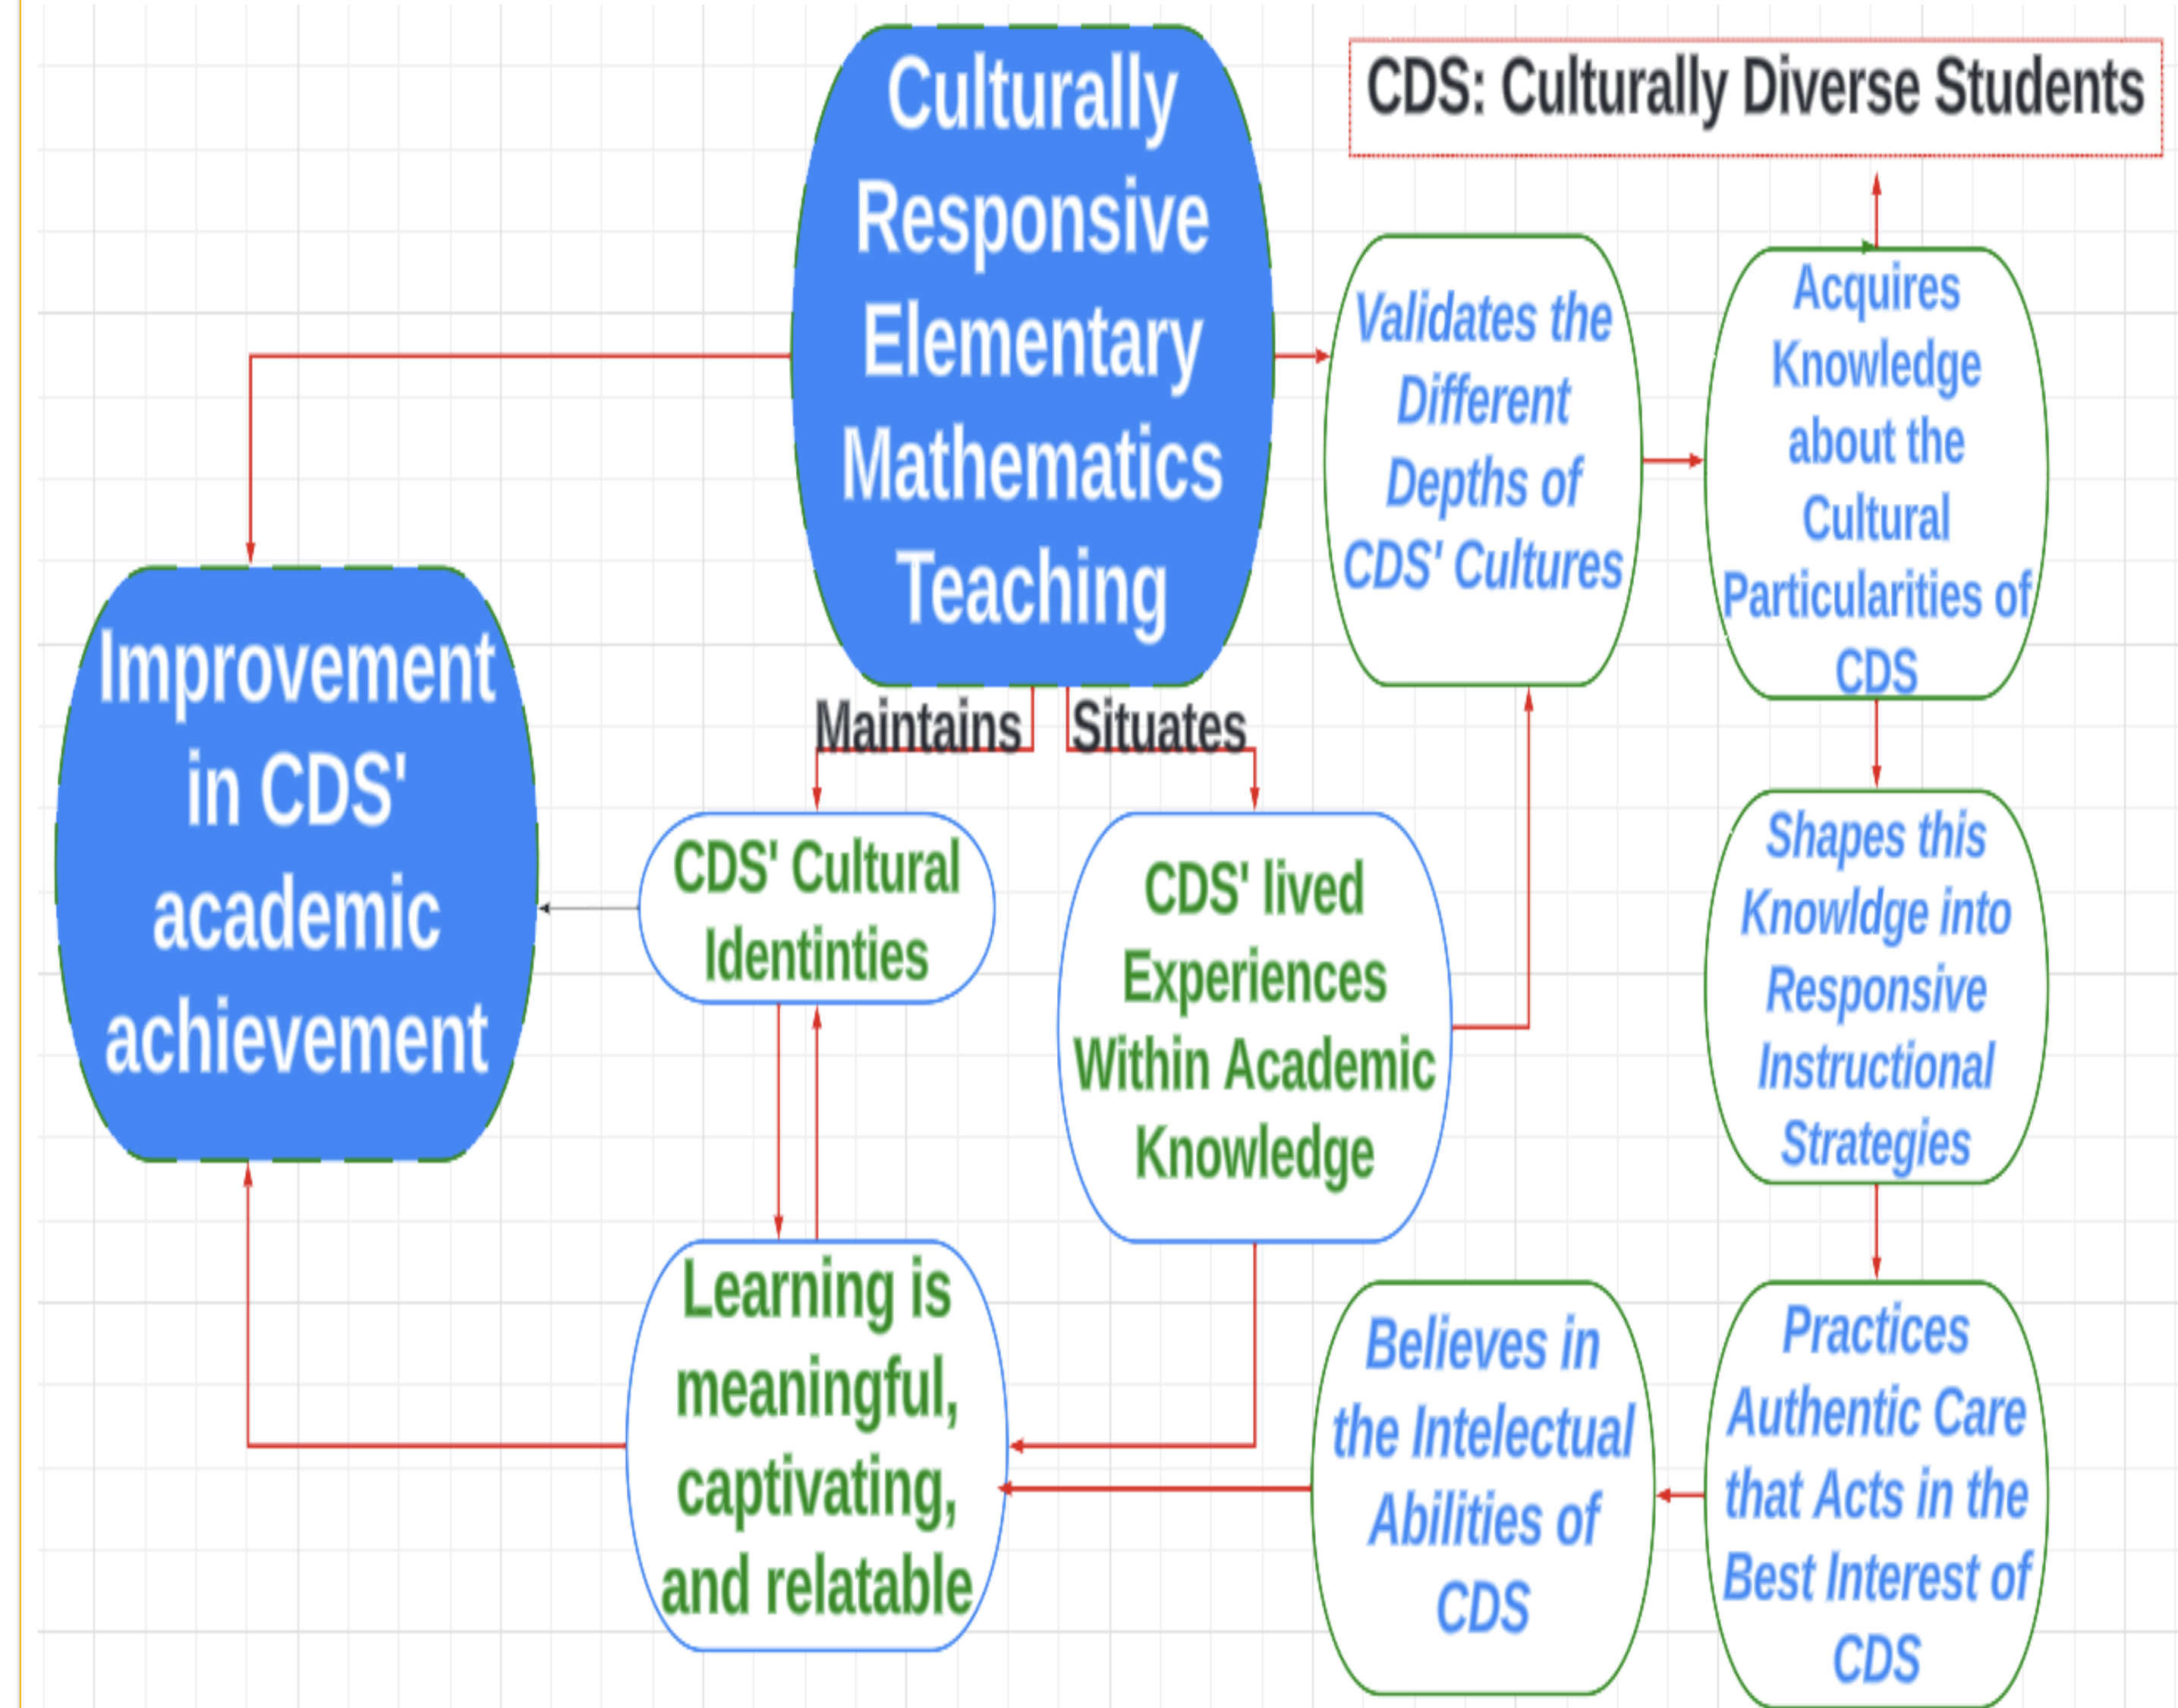 Culturally
Responsive
Elementary
Mathematics
Teaching
CDS: Culturally Diverse Students
Validates the
Different
Depths of
CDS' Cultures
Acquires
Knowledge
about the
Cultural
Particularities of
CDS
Improvement
in CDS'
academic
achievement
Maintains
Situates
CDS' Cultural
Identinties
CDS' lived
Experiences
Within Academic
Knowledge
Shapes this
Knowldge into
Responsive
Instructional
Strategies
Learning is
meaningful,
captivating,
and relatable
Believes in
the Intelectual
Abilities of
CDS
Practices
Authentic Care
that Acts in the
Best Interest of
CDS